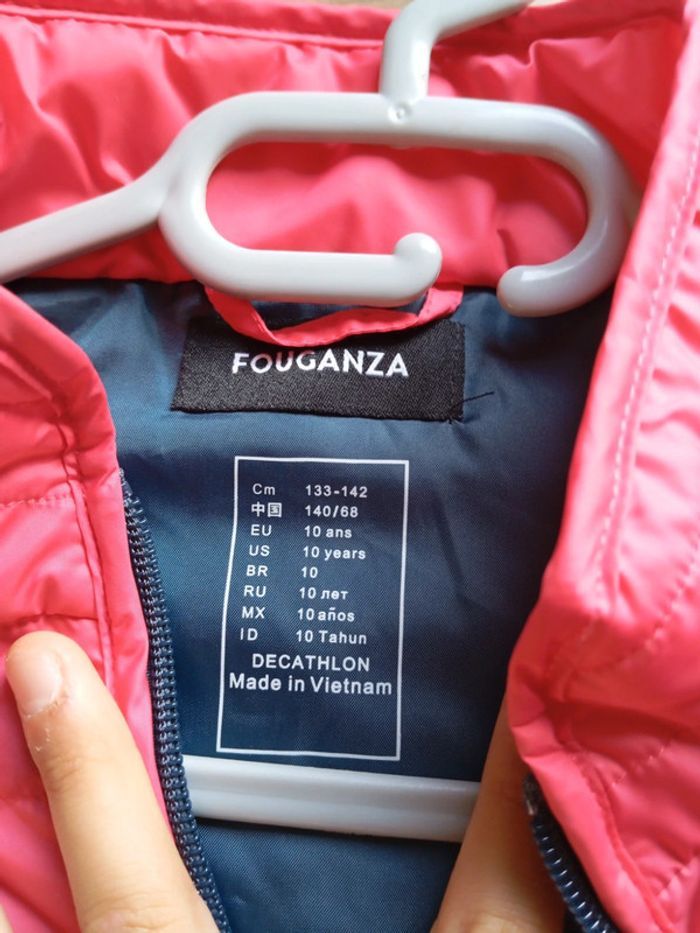 FOUGANZA
Cm 133-142
中国 140/68
EU 10 ans
US 10 years
BR 10
RU 10 лет
MX 10 años
ID 10 Tahun
DECATHLON
Made in Vietnam